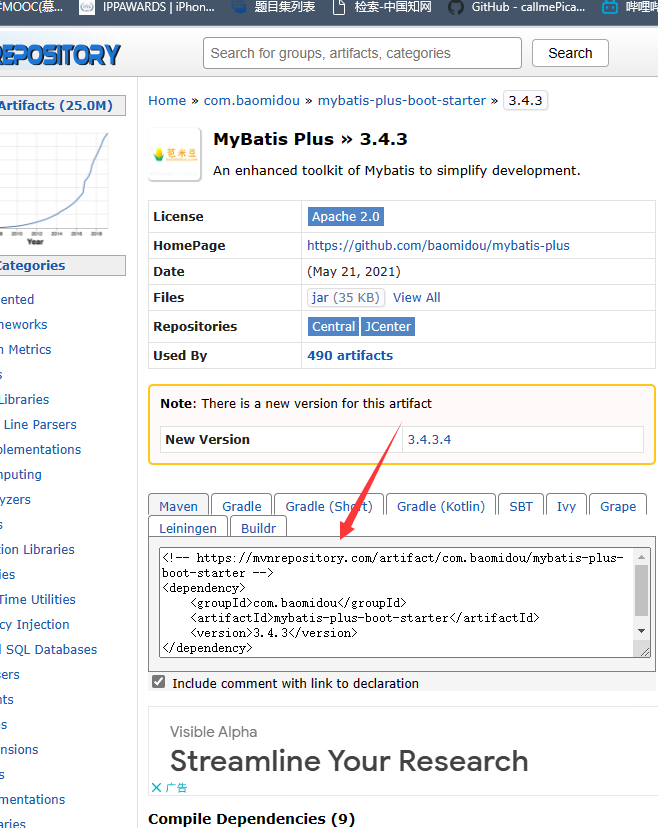 MOOC(慕...
IPPAWARDS | iPhon...
题目集列表
检索-中国知网
GitHub - callmePica...
哔哩哔
REPOSITORY
Search for groups, artifacts, categories
Search
Artifacts (25.0M)
2010 2012 2014 2016 2018
Year
Categories
Home » com.baomidou » mybatis-plus-boot-starter » 3.4.3
MyBatis Plus » 3.4.3
An enhanced toolkit of Mybatis to simplify development.
License Apache 2.0
HomePage https://github.com/baomidou/mybatis-plus
Date (May 21, 2021)
Files jar (35 KB) View All
Repositories Central JCenter
Used By 490 artifacts
Note: There is a new version for this artifact
New Version 3.4.3.4
Maven Gradle Gradle (Short) Gradle (Kotlin) SBT Ivy Grape
Leiningen Buildr
<!-- https://mvnrepository.com/artifact/com.baomidou/mybatis-plus-
boot-starter -->
<dependency>
<groupId>com.baomidou</groupId>
<artifactId>mybatis-plus-boot-starter</artifactId>
<version>3.4.3</version>
</dependency>
Include comment with link to declaration
Visible Alpha
Streamline Your Research
广告
Compile Dependencies (9)
ented
meworks
n Metrics
s
Libraries
Line Parsers
plementations
mputing
yzers
s
tion Libraries
ies
Time Utilities
cy Injection
l SQL Databases
sers
nts
s
nsions
s
mentations
aries